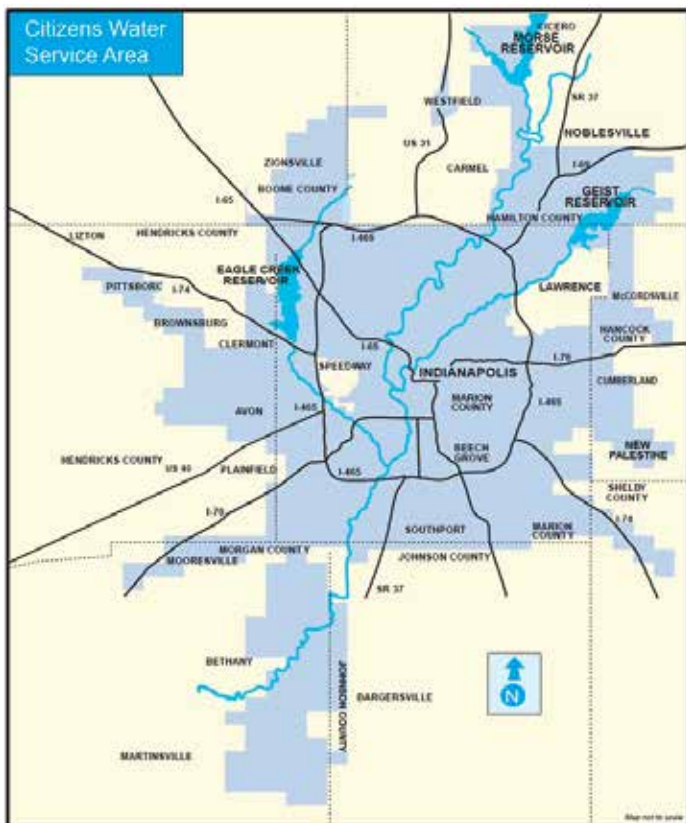 Citizens Water
Service Area
CICERO
MORSE
RESERVOIR
WESTFIELD
SR 37
NOBLESVILLE
US 31
ZIONSVILLE
CARMEL
I-69
BOONE COUNTY
GEIST
RESERVOIR
I-65
HAMILTON COUNTY
LIZTON
HENDRICKS COUNTY
I-465
EAGLE CREEK
RESERVOIR
PITTSBORO
I-74
LAWRENCE
McCORDSVILLE
BROWNSBURG
HANCOCK
COUNTY
CLERMONT
I-65
SPEEDWAY
I-70
INDIANAPOLIS
CUMBERLAND
MARION
COUNTY
AVON
I-465
I-465
BEECH
GROVE
NEW
PALESTINE
HENDRICKS COUNTY
US 40
PLAINFIELD
I-465
SHELBY
COUNTY
I-70
I-74
SOUTHPORT
MARION
COUNTY
MORGAN COUNTY
MOORESVILLE
JOHNSON COUNTY
SR 37
BETHANY
JOHNSON COUNTY
BARGERSVILLE
N
MARTINSVILLE
Map not to scale